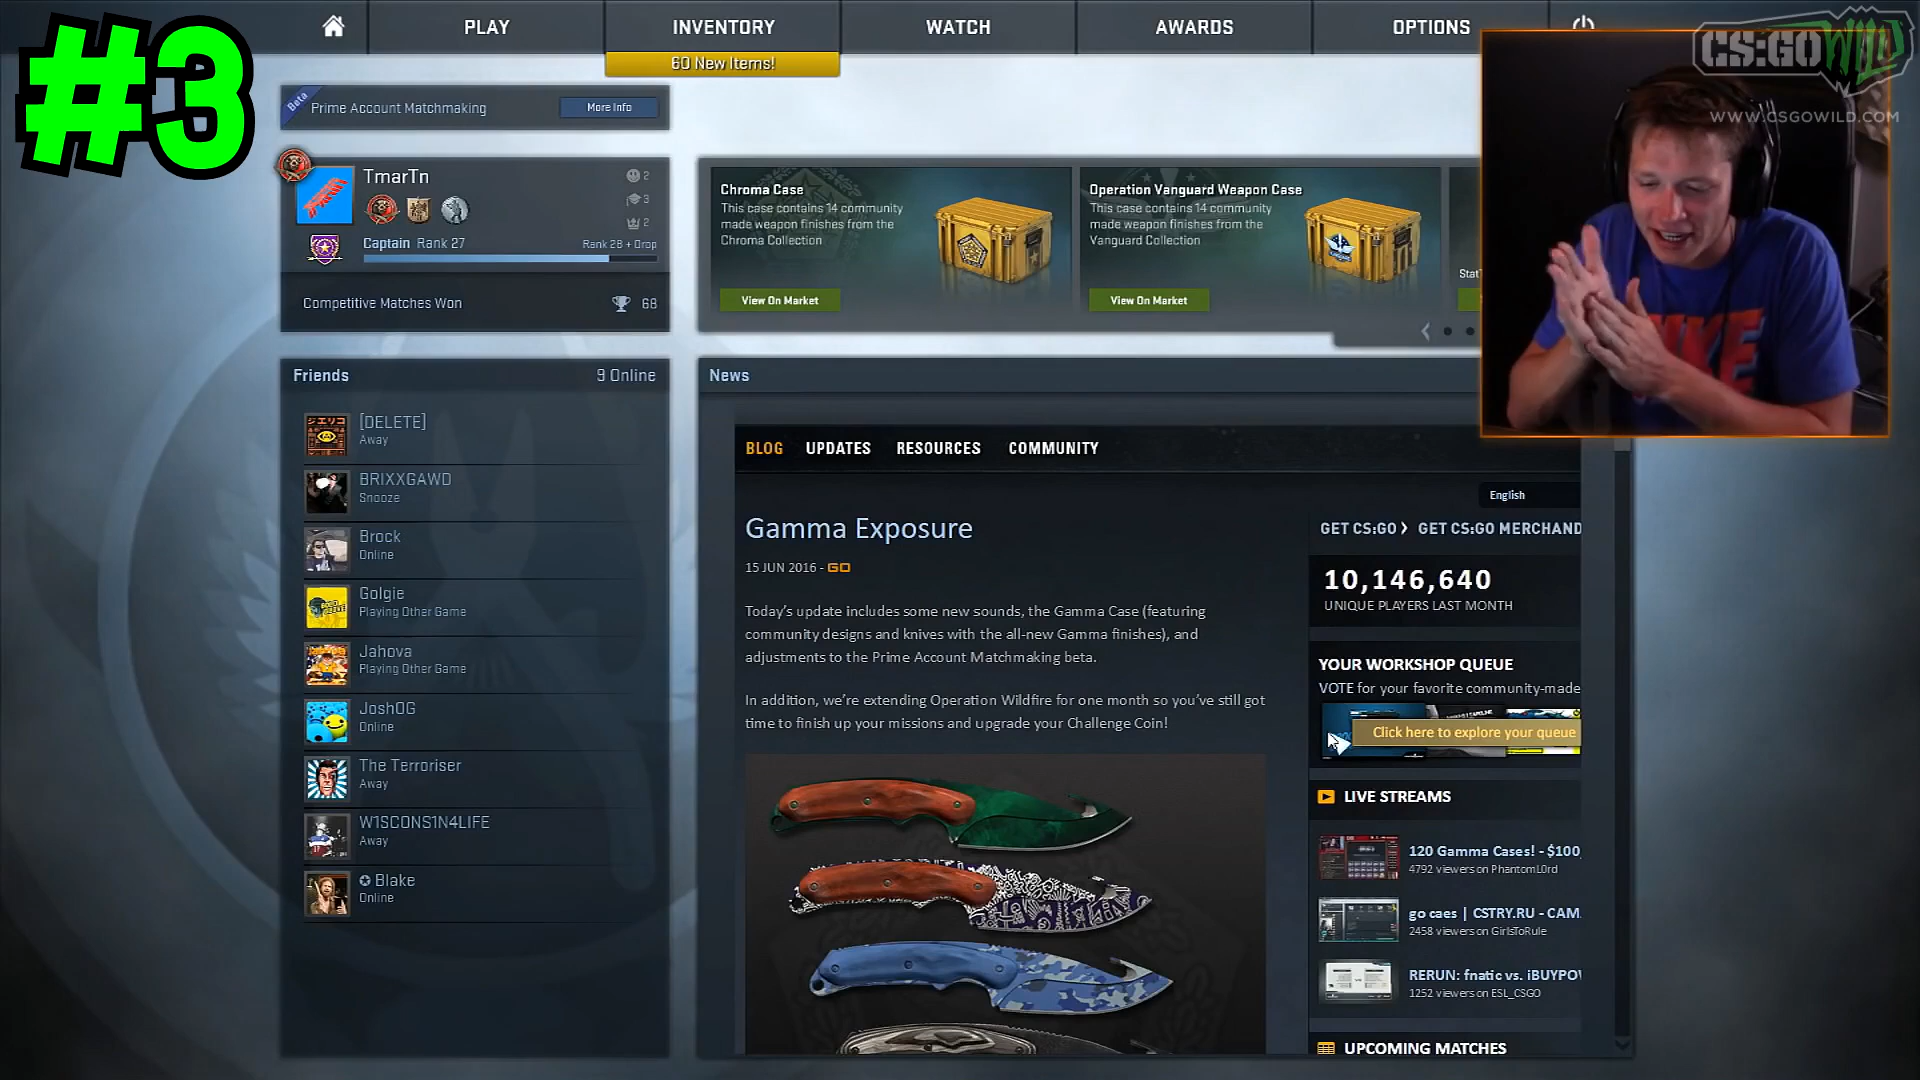 #3
PLAY
INVENTORY
WATCH
AWARDS
OPTIONS
60 New Items!
CS:GO WILD
WWW.CSGOWILD.COM
Beta
Prime Account Matchmaking
More Info
TmarTn
2
3
2
Captain Rank 27
Rank 28 + Drop
Competitive Matches Won
68
Chroma Case
This case contains 14 community
made weapon finishes from the
Chroma Collection
View On Market
Operation Vanguard Weapon Case
This case contains 14 community
made weapon finishes from the
Vanguard Collection
View On Market
Stat
Friends
9 Online
[DELETE]
Away
BRIXXGAWD
Snooze
Brock
Online
Golgie
Playing Other Game
Jahova
Playing Other Game
JoshOG
Online
The Terroriser
Away
W1SCONS1N4LIFE
Away
✪ Blake
Online
News
BLOG
UPDATES
RESOURCES
COMMUNITY
English
Gamma Exposure
15 JUN 2016 - GO
Today's update includes some new sounds, the Gamma Case (featuring
community designs and knives with the all-new Gamma finishes), and
adjustments to the Prime Account Matchmaking beta.
In addition, we're extending Operation Wildfire for one month so you've still got
time to finish up your missions and upgrade your Challenge Coin!
GET CS:GO
GET CS:GO MERCHAND
10,146,640
UNIQUE PLAYERS LAST MONTH
YOUR WORKSHOP QUEUE
VOTE for your favorite community-made
Click here to explore your queue
LIVE STREAMS
120 Gamma Cases! - $100,
4792 viewers on PhantomL0rd
go caes | CSTRY.RU - CAM
2458 viewers on GirlsToRule
RERUN: fnatic vs. iBUYPOW
1252 viewers on ESL_CSGO
UPCOMING MATCHES